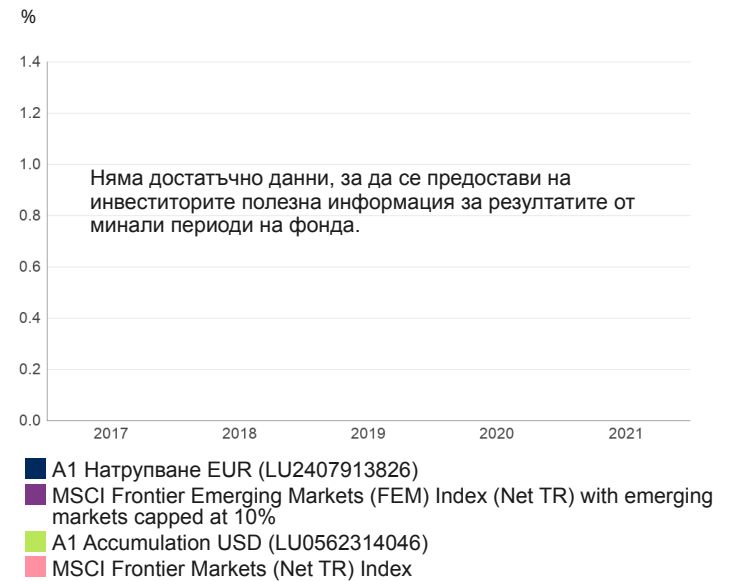 %
1.4
1.2
1.0
Няма достатъчно данни, за да се предостави на
инвеститорите полезна информация за резултатите от
0.8
минали периоди на фонда.
0.6
0.4
0.2
0.0
2017 2018 2019 2020 2021
A1 Натрупване EUR (LU2407913826)
MSCI Frontier Emerging Markets (FEM) Index (Net TR) with emerging
markets capped at 10%
A1 Accumulation USD (LU0562314046)
MSCI Frontier Markets (Net TR) Index